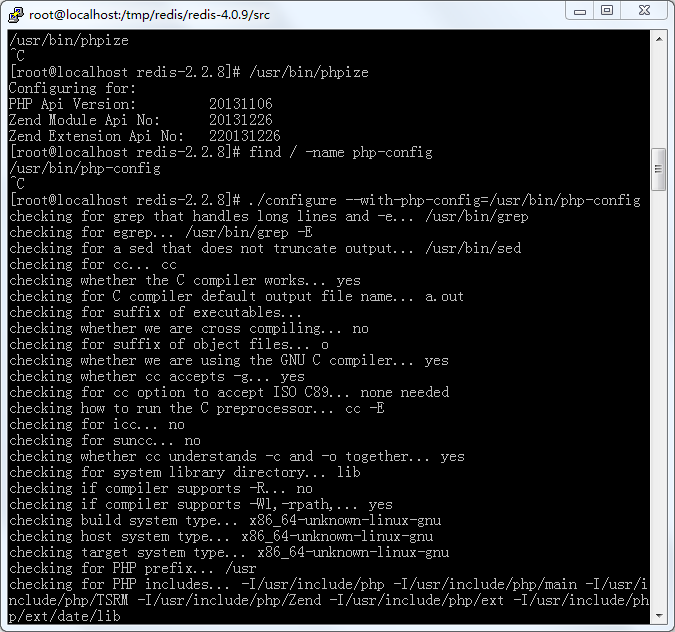 root@localhost:/tmp/redis/redis-4.0.9/src
/usr/bin/phpize
^C
[root@localhost redis-2.2.8]# /usr/bin/phpize
Configuring for:
PHP Api Version:         20131106
Zend Module Api No:      20131226
Zend Extension Api No:   220131226
[root@localhost redis-2.2.8]# find / -name php-config
/usr/bin/php-config
^C
[root@localhost redis-2.2.8]# ./configure --with-php-config=/usr/bin/php-config
checking for grep that handles long lines and -e... /usr/bin/grep
checking for egrep... /usr/bin/grep -E
checking for a sed that does not truncate output... /usr/bin/sed
checking for cc... cc
checking whether the C compiler works... yes
checking for C compiler default output file name... a.out
checking for suffix of executables...
checking whether we are cross compiling... no
checking for suffix of object files... o
checking whether we are using the GNU C compiler... yes
checking whether cc accepts -g... yes
checking for cc option to accept ISO C89... none needed
checking how to run the C preprocessor... cc -E
checking for icc... no
checking for suncc... no
checking whether cc understands -c and -o together... yes
checking for system library directory... lib
checking if compiler supports -R... no
checking if compiler supports -Wl,-rpath,... yes
checking build system type... x86_64-unknown-linux-gnu
checking host system type... x86_64-unknown-linux-gnu
checking target system type... x86_64-unknown-linux-gnu
checking for PHP prefix... /usr
checking for PHP includes... -I/usr/include/php -I/usr/include/php/main -I/usr/i
nclude/php/TSRM -I/usr/include/php/Zend -I/usr/include/php/ext -I/usr/include/ph
p/ext/date/lib